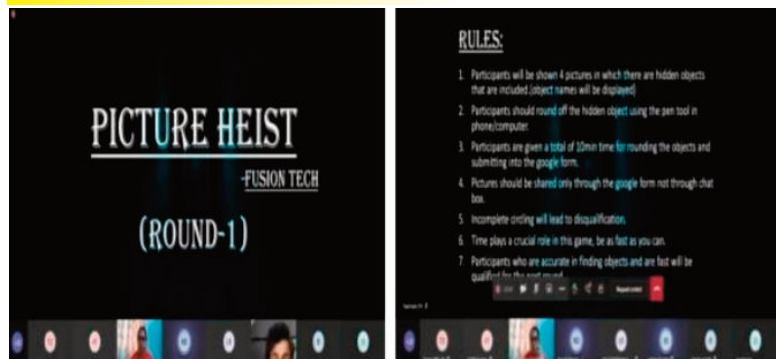 PICTURE HEIST
-FUSION TECH
(ROUND-1)
RULES:
1. Participants will be shown 4 pictures in which there are hidden objects
that are included.(object names will be displayed)
2. Participants should round off the hidden object using the pen tool in
phone/computer.
3. Participants are given a total of 10min time for rounding the objects and
submitting into the google form.
4. Pictures should be shared only through the google form not through chat
box.
5. Incomplete circling will lead to disqualification.
6. Time plays a crucial role in this game, be as fast as you can.
7. Participants who are accurate in finding objects and are fast will be
qualified for the next round
Request control